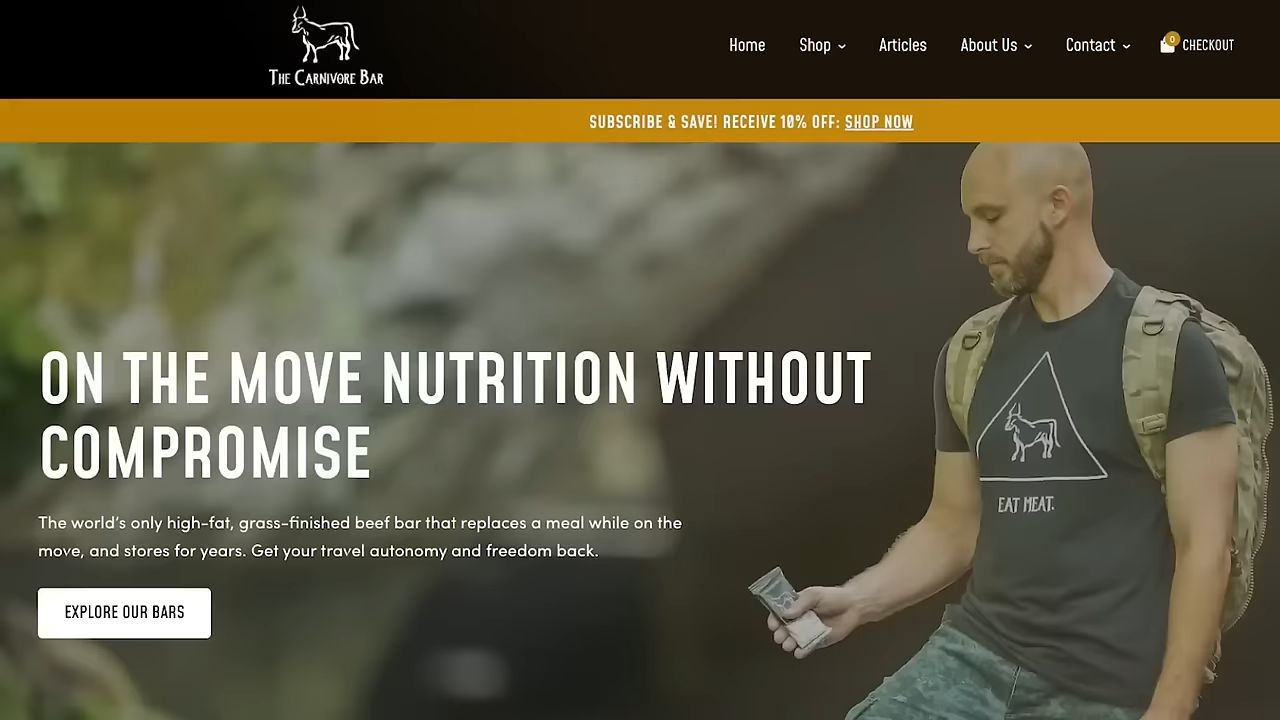 The Carnivore Bar
Home
Shop
Articles
About Us
Contact
0
CHECKOUT
SUBSCRIBE & SAVE! RECEIVE 10% OFF: SHOP NOW
ON THE MOVE NUTRITION WITHOUT
COMPROMISE
The world's only high-fat, grass-finished beef bar that replaces a meal while on the
move, and stores for years. Get your travel autonomy and freedom back.
EXPLORE OUR BARS
EAT MEAT.